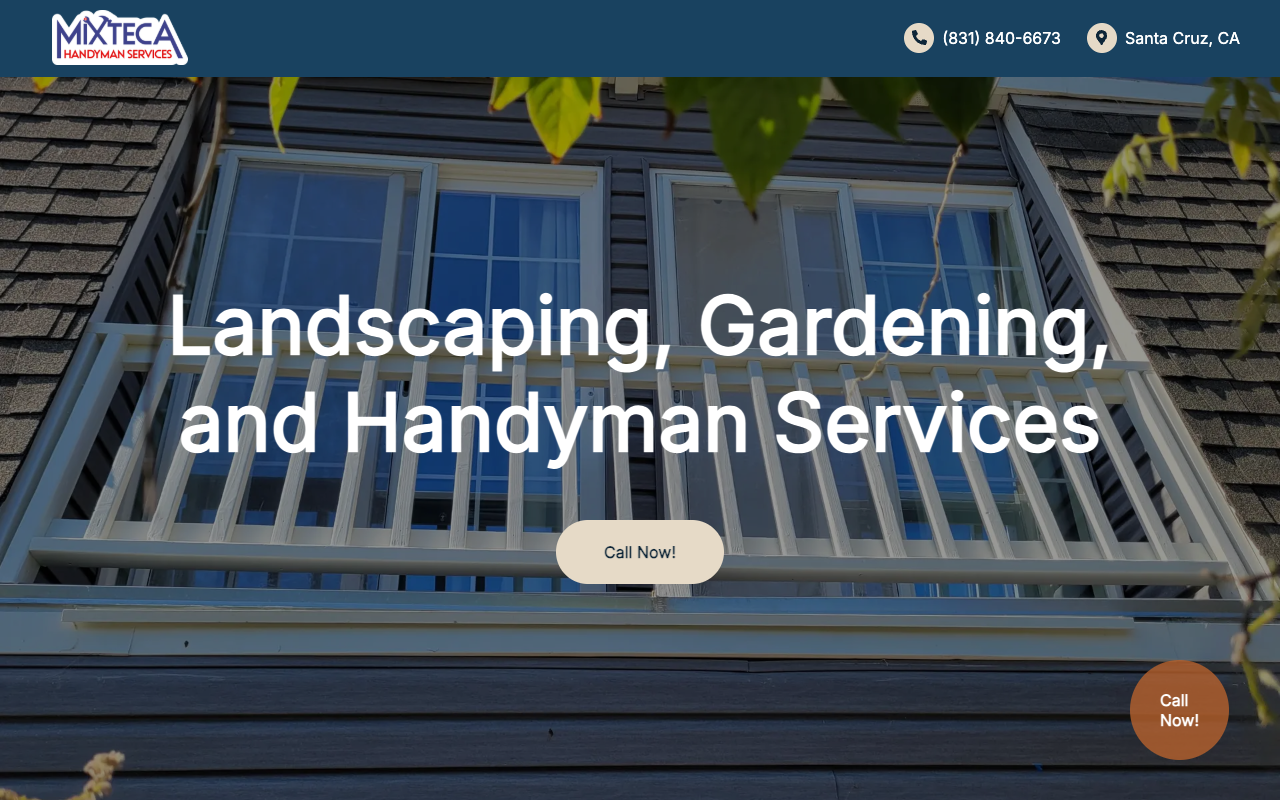 MIXTECA
HANDYMAN SERVICES
(831) 840-6673
Santa Cruz, CA
Landscaping, Gardening,
and Handyman Services
Call Now!
Call
Now!